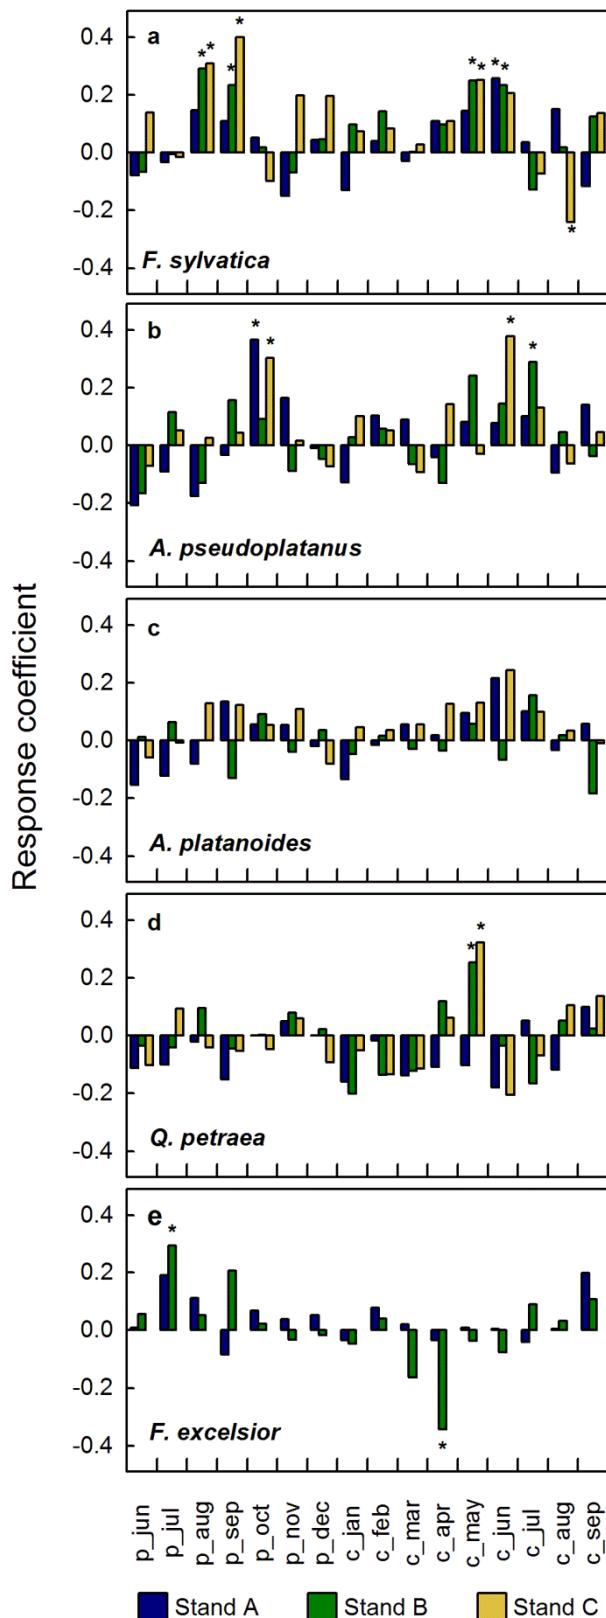 Response coefficient
a
* * * * * * * * *
0.4
0.2
0.0
-0.2
-0.4
*
F. sylvatica
b
* * * *
0.4
0.2
0.0
-0.2
-0.4
A. pseudoplatanus
c
0.4
0.2
0.0
-0.2
-0.4
A. platanoides
d
* *
0.4
0.2
0.0
-0.2
-0.4
Q. petraea
e
*
0.4
0.2
0.0
-0.2
-0.4
*
F. excelsior
p_jun
p_jul
p_aug
p_sep
p_oct
p_nov
p_dec
c_jan
c_feb
c_mar
c_apr
c_may
c_jun
c_jul
c_aug
c_sep
Stand A
Stand B
Stand C